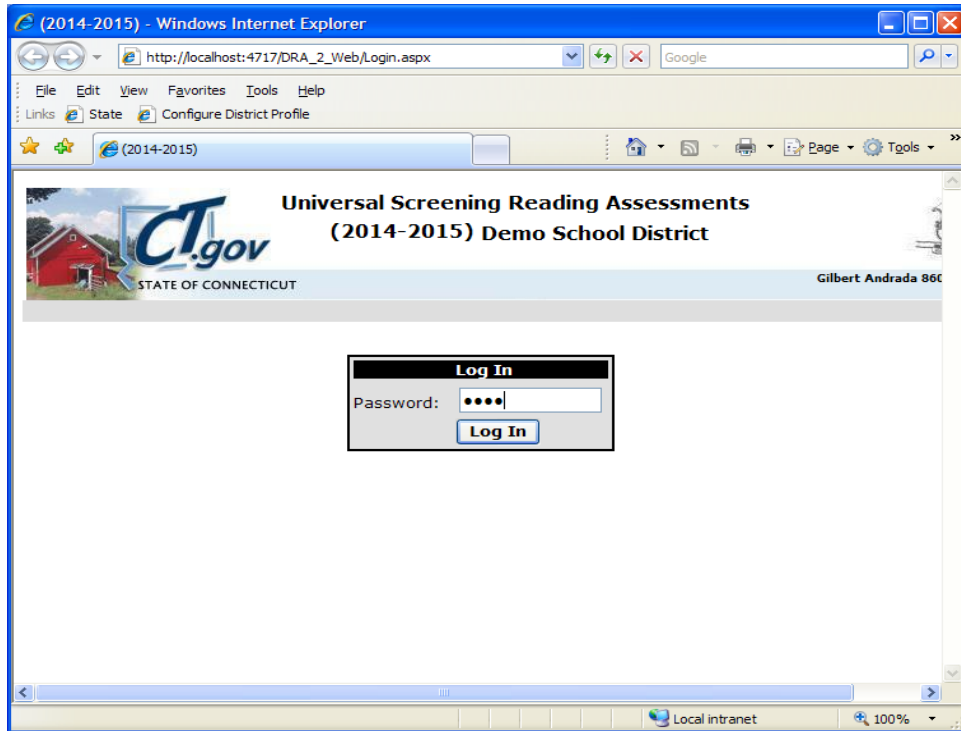 (2014-2015) - Windows Internet Explorer
http://localhost:4717/DRA_2_Web/Login.aspx
Google
File Edit View Favorites Tools Help
Links State Configure District Profile
(2014-2015)
Page Tools »
CT.gov
STATE OF CONNECTICUT
Universal Screening Reading Assessments
(2014-2015) Demo School District
Gilbert Andrada 860
Log In
Password: ••••
Log In
Local intranet 100%